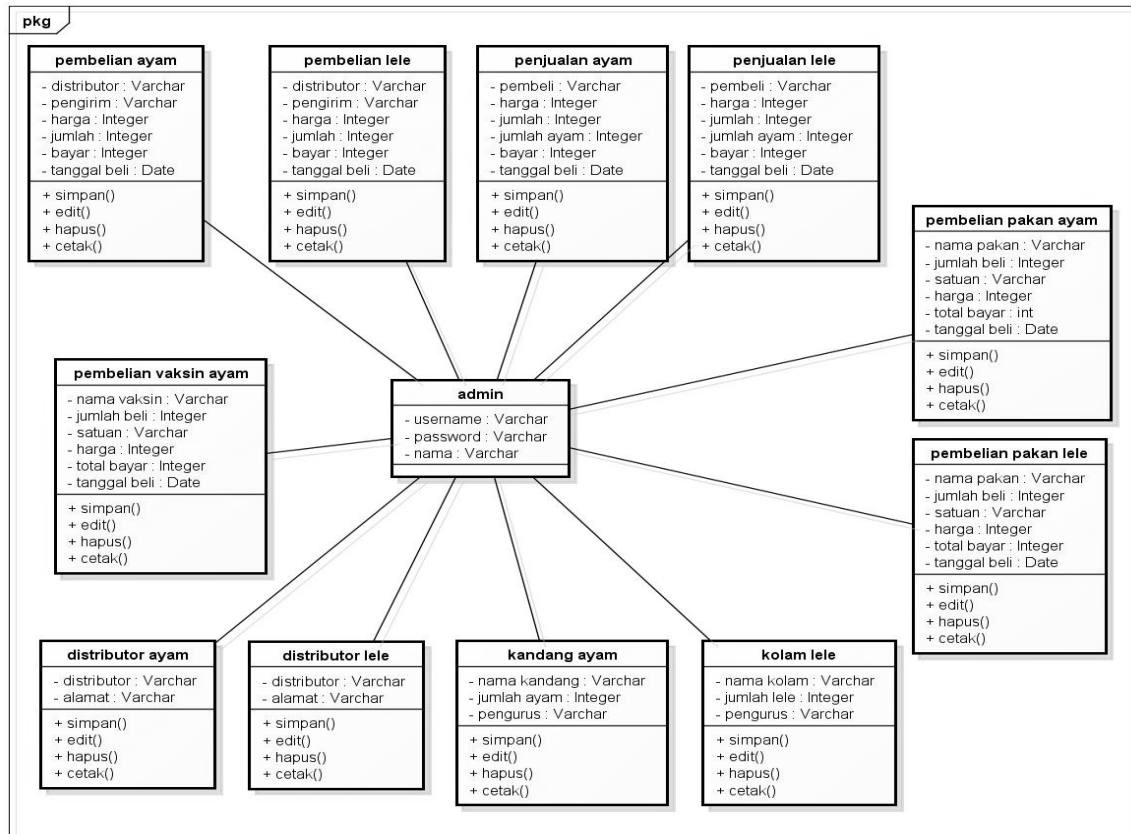 pkg
pembelian ayam
- distributor : Varchar
- pengirim : Varchar
- harga : Integer
- jumlah : Integer
- bayar : Integer
- tanggal beli : Date
+ simpan()
+ edit()
+ hapus()
+ cetak()
pembelian lele
- distributor : Varchar
- pengirim : Varchar
- harga : Integer
- jumlah : Integer
- bayar : Integer
- tanggal beli : Date
+ simpan()
+ edit()
+ hapus()
+ cetak()
penjualan ayam
- pembeli : Varchar
- harga : Integer
- jumlah : Integer
- jumlah ayam : Integer
- bayar : Integer
- tanggal beli : Date
+ simpan()
+ edit()
+ hapus()
+ cetak()
penjualan lele
- pembeli : Varchar
- harga : Integer
- jumlah : Integer
- jumlah ayam : Integer
- bayar : Integer
- tanggal beli : Date
+ simpan()
+ edit()
+ hapus()
+ cetak()
pembelian pakan ayam
- nama pakan : Varchar
- jumlah beli : Integer
- satuan : Varchar
- harga : Integer
- total bayar : int
- tanggal beli : Date
+ simpan()
+ edit()
+ hapus()
+ cetak()
pembelian vaksin ayam
- nama vaksin : Varchar
- jumlah beli : Integer
- satuan : Varchar
- harga : Integer
- total bayar : Integer
- tanggal beli : Date
+ simpan()
+ edit()
+ hapus()
+ cetak()
admin
- username : Varchar
- password : Varchar
- nama : Varchar
pembelian pakan lele
- nama pakan : Varchar
- jumlah beli : Integer
- satuan : Varchar
- harga : Integer
- total bayar : Integer
- tanggal beli : Date
+ simpan()
+ edit()
+ hapus()
+ cetak()
distributor ayam
- distributor : Varchar
- alamat : Varchar
+ simpan()
+ edit()
+ hapus()
+ cetak()
distributor lele
- distributor : Varchar
- alamat : Varchar
+ simpan()
+ edit()
+ hapus()
+ cetak()
kandang ayam
- nama kandang : Varchar
- jumlah ayam : Integer
- pengurus : Varchar
+ simpan()
+ edit()
+ hapus()
+ cetak()
kolam lele
- nama kolam : Varchar
- jumlah lele : Integer
- pengurus : Varchar
+ simpan()
+ edit()
+ hapus()
+ cetak()